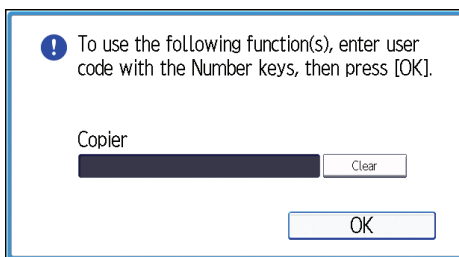 To use the following function(s), enter user
code with the Number keys, then press [OK].
Copier
Clear
OK